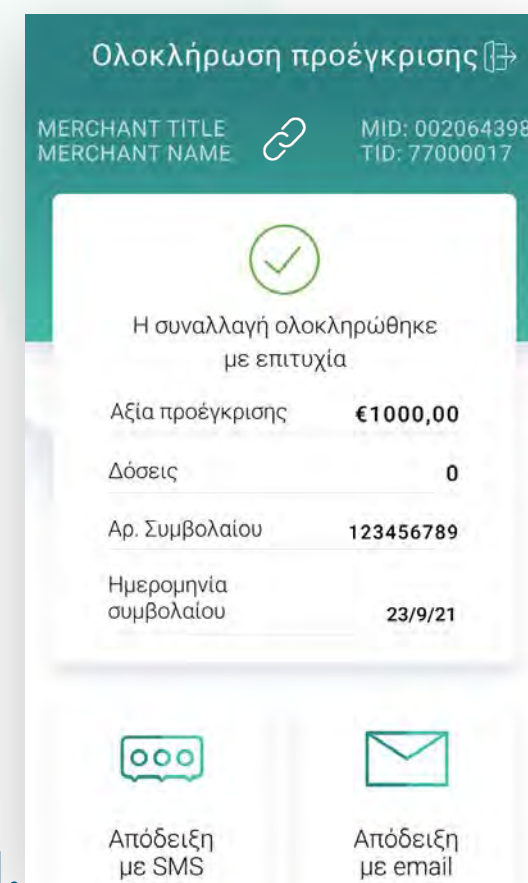 Ολοκλήρωση προέγκρισης
MERCHANT TITLE
MERCHANT NAME
MID: 002064398
TID: 77000017
Η συναλλαγή ολοκληρώθηκε
με επιτυχία
Αξία προέγκρισης €1000,00
Δόσεις 0
Αρ. Συμβολαίου 123456789
Ημερομηνία
συμβολαίου 23/9/21
Απόδειξη
με SMS
Απόδειξη
με email